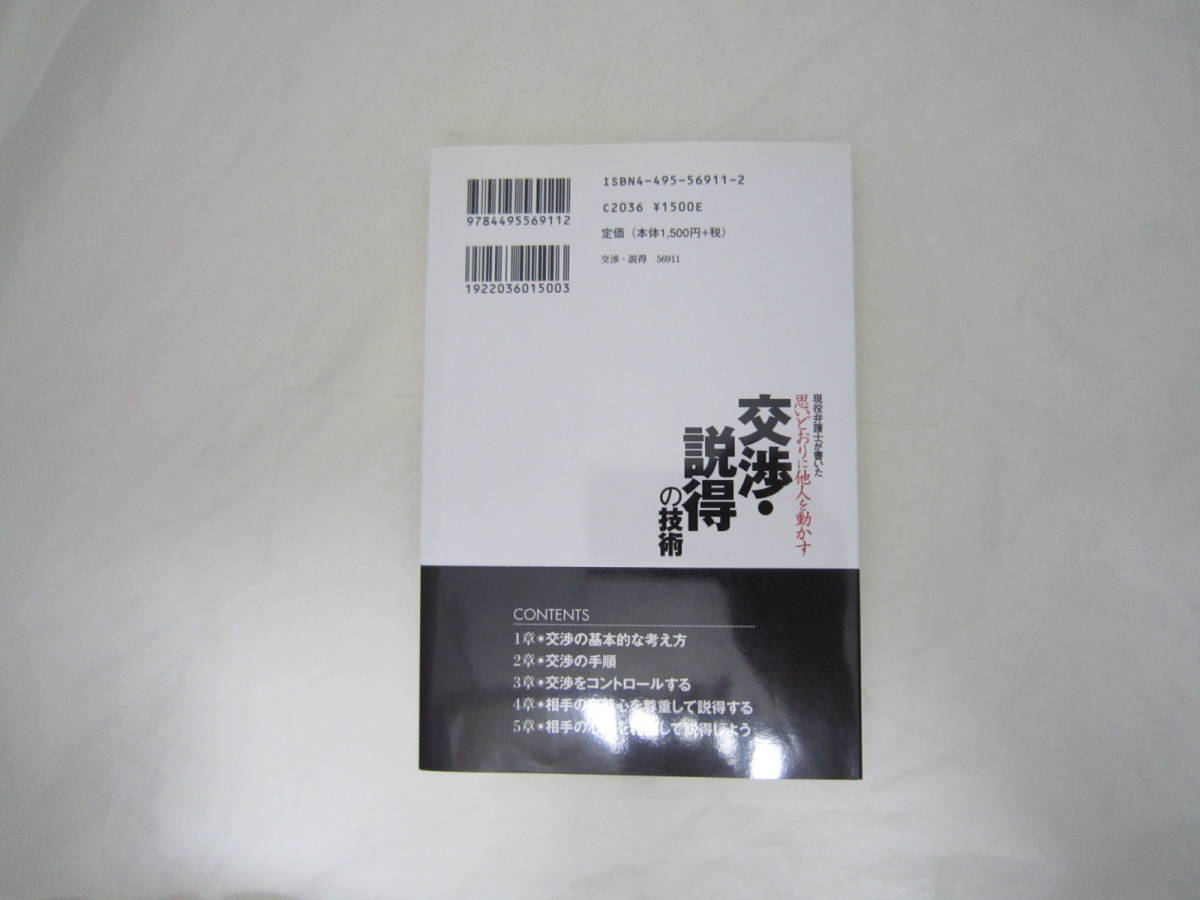 ISBN4-495-56911-2
9784495569112
C2036 ¥1500E
定価（本体1,500円+税）
1922036015003
交渉・説得 56911
現役弁護士が書いた
思いどおりに他人を動かす
交渉・
説得
の技術
CONTENTS
1章●交渉の基本的な考え方
2章●交渉の手順
3章●交渉をコントロールする
4章●相手の心を尊重して説得する
5章●相手のして説得しよう